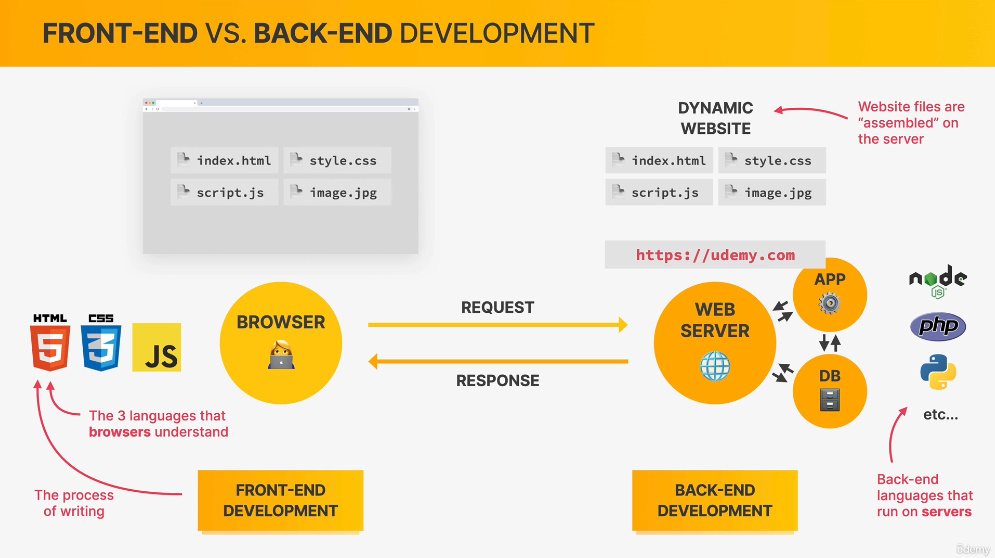 FRONT-END VS. BACK-END DEVELOPMENT
index.html
style.css
script.js
image.jpg
DYNAMIC
WEBSITE
Website files are
“assembled” on
the server
index.html
style.css
script.js
image.jpg
https://udemy.com
HTML
5
CSS
3
JS
BROWSER
REQUEST
RESPONSE
WEB
SERVER
APP
DB
node
JS
php
etc...
The 3 languages that
browsers understand
The process
of writing
FRONT-END
DEVELOPMENT
BACK-END
DEVELOPMENT
Back-end
languages that
run on servers